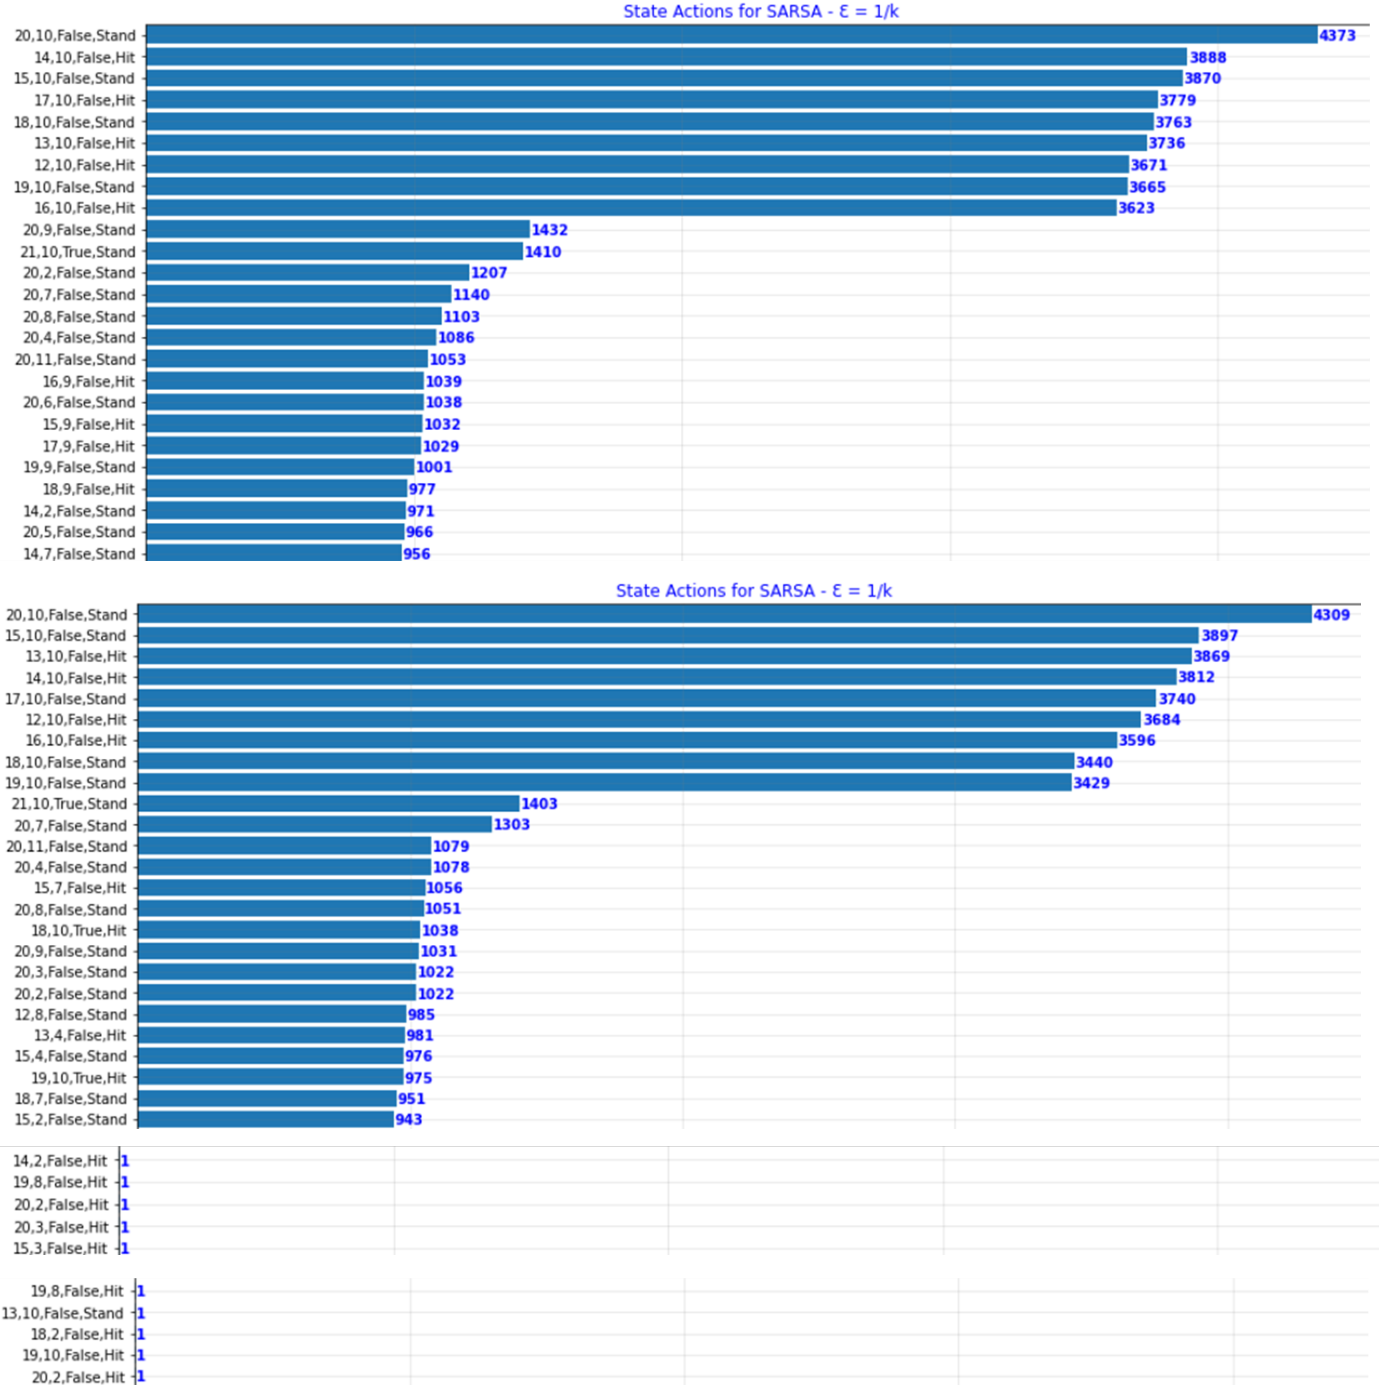 State Actions for SARSA - Ɛ = 1/k
20,10,False,Stand 4373
14,10,False,Hit 3888
15,10,False,Stand 3870
17,10,False,Hit 3779
18,10,False,Stand 3763
13,10,False,Hit 3736
12,10,False,Hit 3671
19,10,False,Stand 3665
16,10,False,Hit 3623
20,9,False,Stand 1432
21,10,True,Stand 1410
20,2,False,Stand 1207
20,7,False,Stand 1140
20,8,False,Stand 1103
20,4,False,Stand 1086
20,11,False,Stand 1053
16,9,False,Hit 1039
20,6,False,Stand 1038
15,9,False,Hit 1032
17,9,False,Hit 1029
19,9,False,Stand 1001
18,9,False,Hit 977
14,2,False,Stand 971
20,5,False,Stand 966
14,7,False,Stand 956
State Actions for SARSA - Ɛ = 1/k
20,10,False,Stand 4309
15,10,False,Stand 3897
13,10,False,Hit 3869
14,10,False,Hit 3812
17,10,False,Stand 3740
12,10,False,Hit 3684
16,10,False,Hit 3596
18,10,False,Stand 3440
19,10,False,Stand 3429
21,10,True,Stand 1403
20,7,False,Stand 1303
20,11,False,Stand 1079
20,4,False,Stand 1078
15,7,False,Hit 1056
20,8,False,Stand 1051
18,10,True,Hit 1038
20,9,False,Stand 1031
20,3,False,Stand 1022
20,2,False,Stand 1022
12,8,False,Stand 985
13,4,False,Hit 981
15,4,False,Stand 976
19,10,True,Hit 975
18,7,False,Stand 951
15,2,False,Stand 943
14,2,False,Hit 1
19,8,False,Hit 1
20,2,False,Hit 1
20,3,False,Hit 1
15,3,False,Hit 1
19,8,False,Hit 1
13,10,False,Stand 1
18,2,False,Hit 1
19,10,False,Hit 1
20,2,False,Hit 1